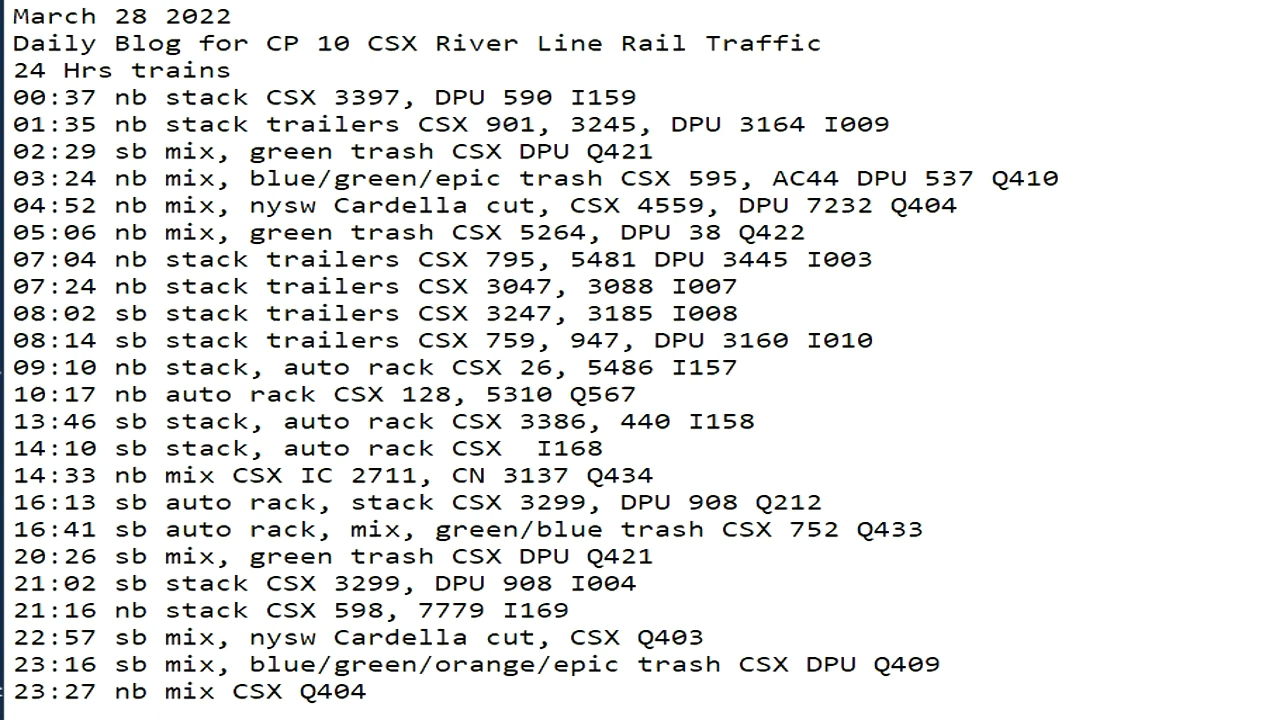 March 28 2022
Daily Blog for CP 10 CSX River Line Rail Traffic
24 Hrs trains
00:37 nb stack CSX 3397, DPU 590 I159
01:35 nb stack trailers CSX 901, 3245, DPU 3164 I009
02:29 sb mix, green trash CSX DPU Q421
03:24 nb mix, blue/green/epic trash CSX 595, AC44 DPU 537 Q410
04:52 nb mix, nysw Cardella cut, CSX 4559, DPU 7232 Q404
05:06 nb mix, green trash CSX 5264, DPU 38 Q422
07:04 nb stack trailers CSX 795, 5481 DPU 3445 I003
07:24 nb stack trailers CSX 3047, 3088 I007
08:02 sb stack trailers CSX 3247, 3185 I008
08:14 sb stack trailers CSX 759, 947, DPU 3160 I010
09:10 nb stack, auto rack CSX 26, 5486 I157
10:17 nb auto rack CSX 128, 5310 Q567
13:46 sb stack, auto rack CSX 3386, 440 I158
14:10 sb stack, auto rack CSX  I168
14:33 nb mix CSX IC 2711, CN 3137 Q434
16:13 sb auto rack, stack CSX 3299, DPU 908 Q212
16:41 sb auto rack, mix, green/blue trash CSX 752 Q433
20:26 sb mix, green trash CSX DPU Q421
21:02 sb stack CSX 3299, DPU 908 I004
21:16 nb stack CSX 598, 7779 I169
22:57 sb mix, nysw Cardella cut, CSX Q403
23:16 sb mix, blue/green/orange/epic trash CSX DPU Q409
23:27 nb mix CSX Q404